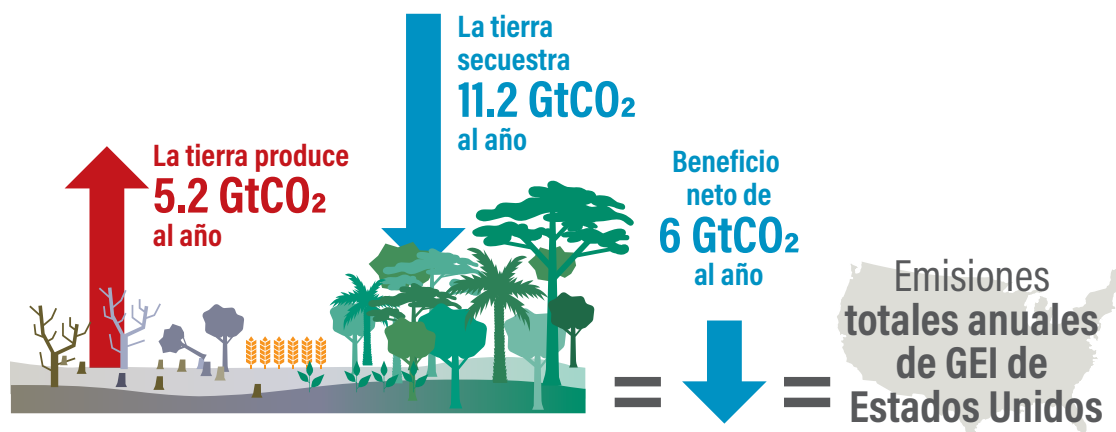 La tierra
secuestra
11.2 GtCO₂
al año
La tierra produce
5.2 GtCO₂
al año
Beneficio
neto de
6 GtCO₂
al año
=
=
Emisiones
totales anuales
de GEI de
Estados Unidos